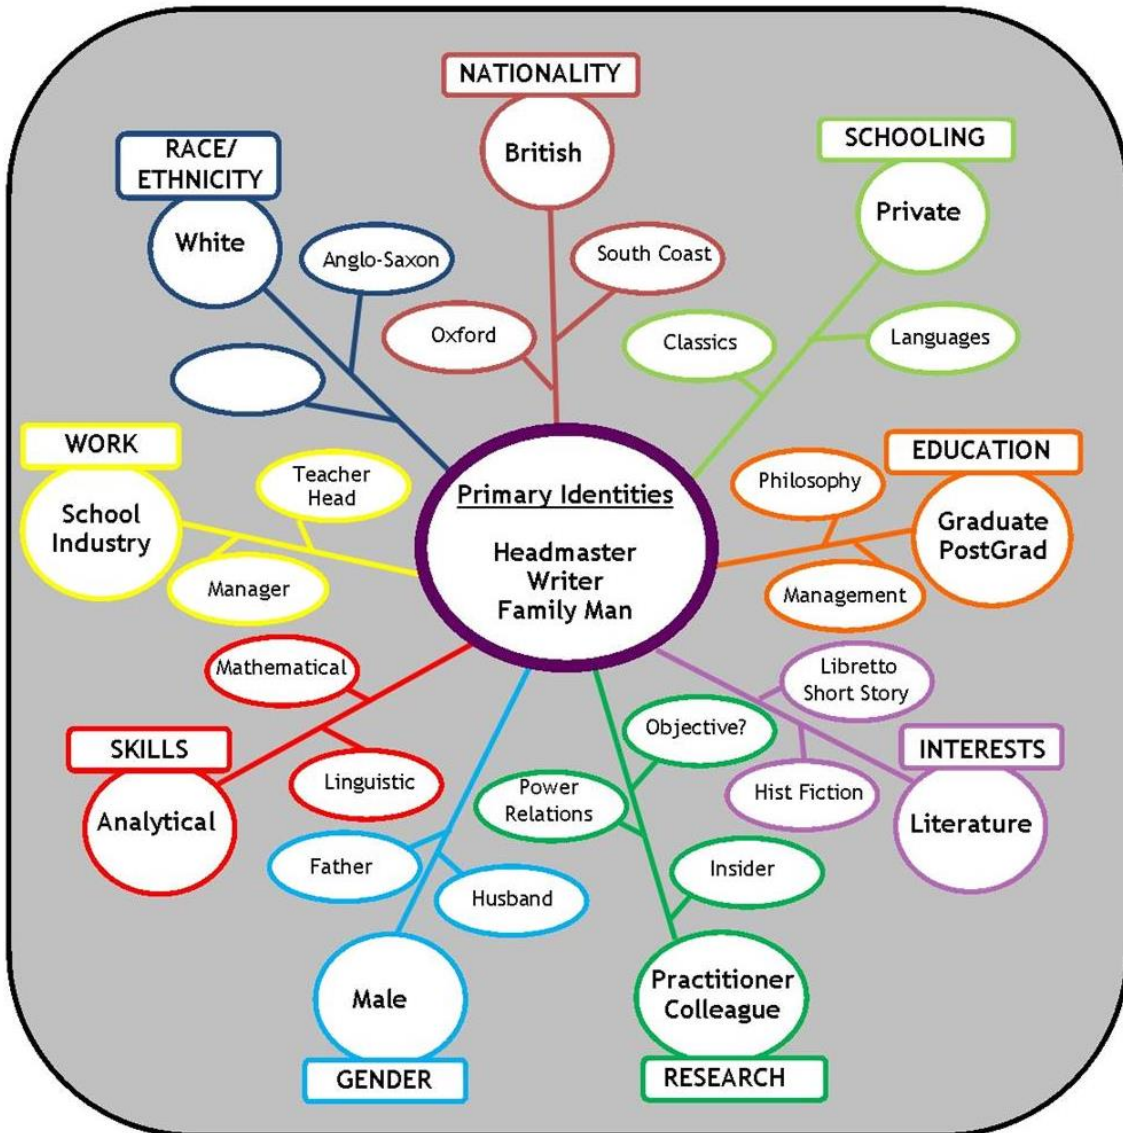 NATIONALITY
British
South Coast
Oxford
SCHOOLING
Private
Classics
Languages
RACE/
ETHNICITY
White
Anglo-Saxon
WORK
School
Industry
Teacher
Head
Manager
Primary Identities
Headmaster
Writer
Family Man
EDUCATION
Graduate
PostGrad
Philosophy
Management
SKILLS
Analytical
Mathematical
Linguistic
INTERESTS
Literature
Libretto
Short Story
Hist Fiction
Father
Husband
Male
GENDER
Objective?
Power
Relations
Insider
Practitioner
Colleague
RESEARCH